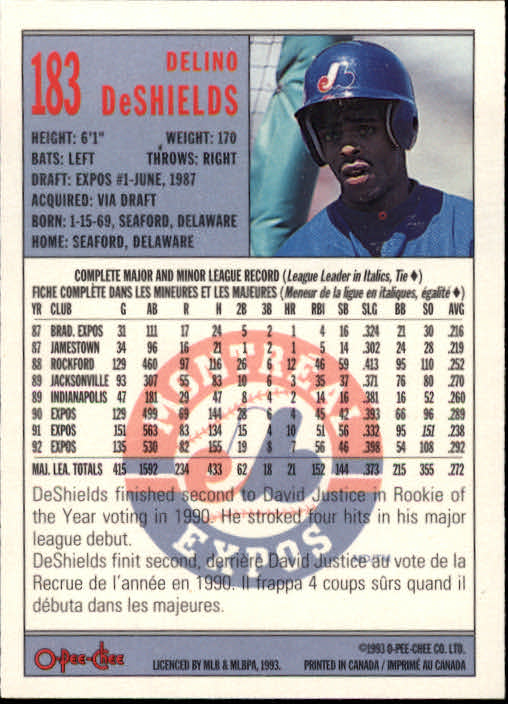 183
DELINO
DeSHIELDS
HEIGHT: 6'1" WEIGHT: 170
BATS: LEFT THROWS: RIGHT
DRAFT: EXPOS #1-JUNE, 1987
ACQUIRED: VIA DRAFT
BORN: 1-15-69, SEAFORD, DELAWARE
HOME: SEAFORD, DELAWARE
COMPLETE MAJOR AND MINOR LEAGUE RECORD (League Leader in Italics, Tie ♦)
FICHE COMPLÈTE DANS LES MINEURES ET LES MAJEURES (Meneur de la ligue en italiques, égalité ♦)
YR CLUB G AB R H 2B 3B HR RBI SB SLG BB SO AVG
87 BRAD. EXPOS 31 111 17 24 5 2 1 4 16 .324 21 30 .216
87 JAMESTOWN 34 96 16 21 1 2 1 5 14 .302 24 28 .219
88 ROCKFORD 129 460 97 116 26 6 12 46 59 .413 95 110 .252
89 JACKSONVILLE 93 307 55 83 10 6 3 35 37 .371 76 80 .270
89 INDIANAPOLIS 47 181 29 47 8 4 2 14 16 .381 16 52 .260
90 EXPOS 129 499 69 144 28 6 4 45 42 .393 66 96 .289
91 EXPOS 151 563 83 134 15 4 10 51 56 .332 95 151 .238
92 EXPOS 135 530 82 155 19 8 7 56 46 .398 54 108 .292
MAJ. LEA. TOTALS 415 1592 234 433 62 18 21 152 144 .373 215 355 .272
MONTRÉAL
EXPOS
DeShields finished second to David Justice in Rookie of
the Year voting in 1990. He stroked four hits in his major
league debut.
DeShields finit second, derrière David Justice au vote de la
Recrue de l'année en 1990. Il frappa 4 coups sûrs quand il
débuta dans les majeures.
O-Pee-Chee
LICENCED BY MLB & MLBPA, 1993.
©1993 O-PEE-CHEE CO. LTD.
PRINTED IN CANADA / IMPRIMÉ AU CANADA